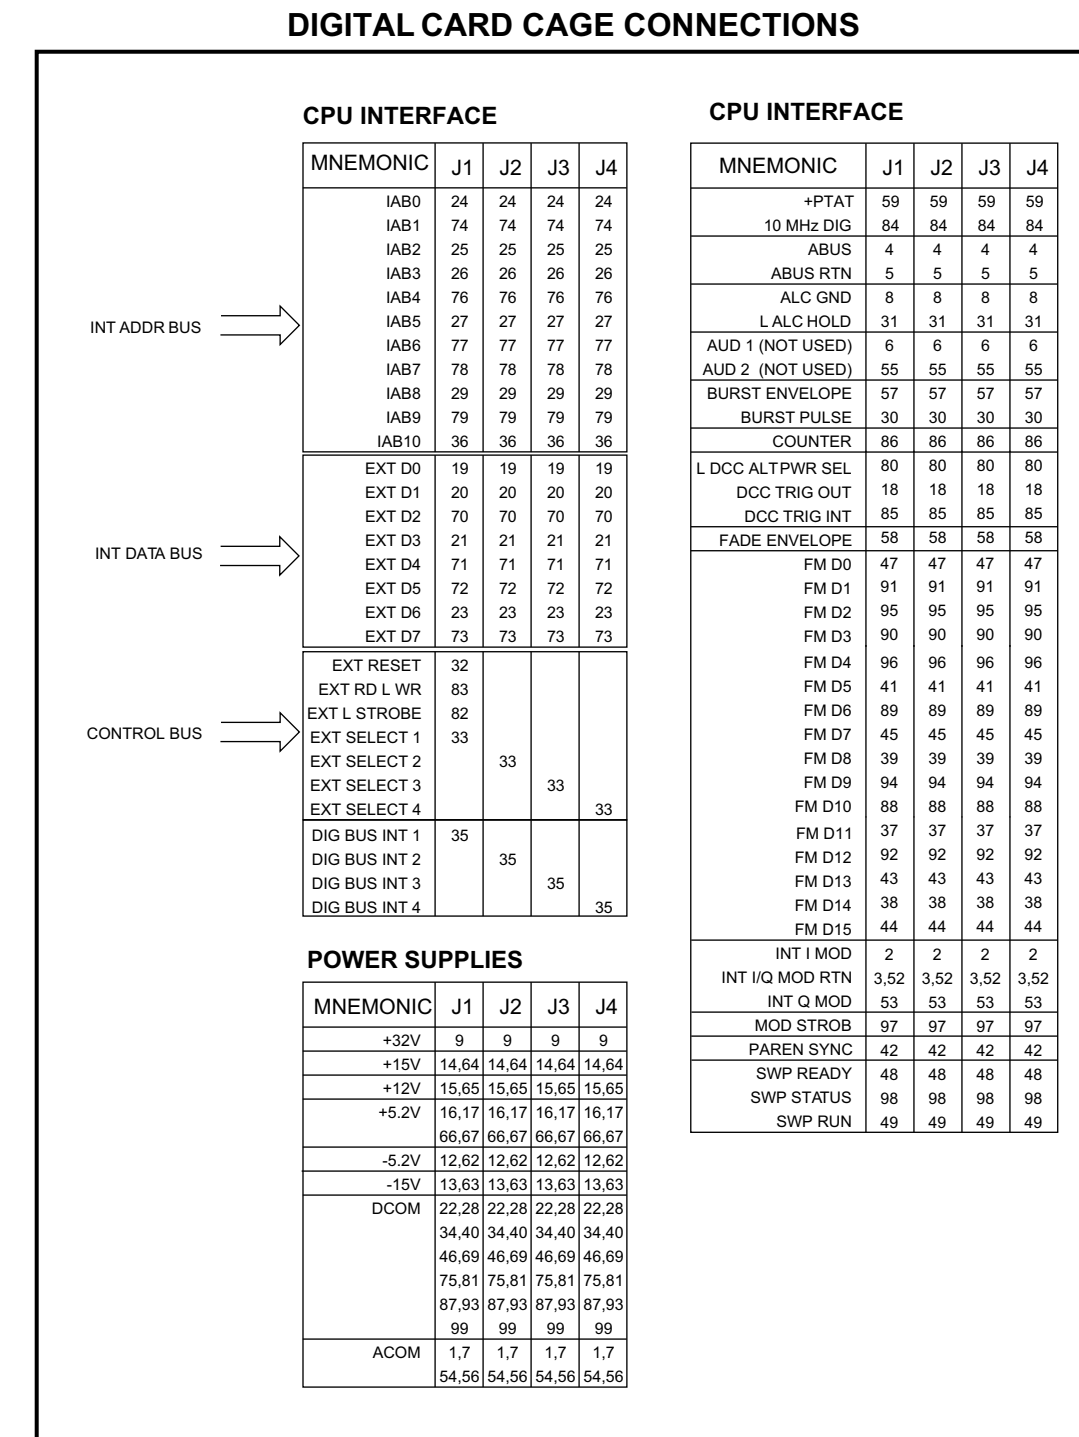 DIGITAL CARD CAGE CONNECTIONS
CPU INTERFACE
MNEMONIC J1 J2 J3 J4
IAB0 24 24 24 24
IAB1 74 74 74 74
IAB2 25 25 25 25
IAB3 26 26 26 26
IAB4 76 76 76 76
INT ADDR BUS
IAB5 27 27 27 27
IAB6 77 77 77 77
IAB7 78 78 78 78
IAB8 29 29 29 29
IAB9 79 79 79 79
IAB10 36 36 36 36
EXT D0 19 19 19 19
EXT D1 20 20 20 20
EXT D2 70 70 70 70
EXT D3 21 21 21 21
INT DATA BUS
EXT D4 71 71 71 71
EXT D5 72 72 72 72
EXT D6 23 23 23 23
EXT D7 73 73 73 73
EXT RESET 32
EXT RD L WR 83
EXT L STROBE 82
CONTROL BUS
EXT SELECT 1 33
EXT SELECT 2 33
EXT SELECT 3 33
EXT SELECT 4 33
DIG BUS INT 1 35
DIG BUS INT 2 35
DIG BUS INT 3 35
DIG BUS INT 4 35
POWER SUPPLIES
MNEMONIC J1 J2 J3 J4
+32V 9 9 9 9
+15V 14,64 14,64 14,64 14,64
+12V 15,65 15,65 15,65 15,65
+5.2V 16,17 16,17 16,17 16,17
66,67 66,67 66,67 66,67
-5.2V 12,62 12,62 12,62 12,62
-15V 13,63 13,63 13,63 13,63
DCOM 22,28 22,28 22,28 22,28
34,40 34,40 34,40 34,40
46,69 46,69 46,69 46,69
75,81 75,81 75,81 75,81
87,93 87,93 87,93 87,93
99 99 99 99
ACOM 1,7 1,7 1,7 1,7
54,56 54,56 54,56 54,56
CPU INTERFACE
MNEMONIC J1 J2 J3 J4
+PTAT 59 59 59 59
10 MHz DIG 84 84 84 84
ABUS 4 4 4 4
ABUS RTN 5 5 5 5
ALC GND 8 8 8 8
L ALC HOLD 31 31 31 31
AUD 1 (NOT USED) 6 6 6 6
AUD 2 (NOT USED) 55 55 55 55
BURST ENVELOPE 57 57 57 57
BURST PULSE 30 30 30 30
COUNTER 86 86 86 86
L DCC ALTPWR SEL 80 80 80 80
DCC TRIG OUT 18 18 18 18
DCC TRIG INT 85 85 85 85
FADE ENVELOPE 58 58 58 58
FM D0 47 47 47 47
FM D1 91 91 91 91
FM D2 95 95 95 95
FM D3 90 90 90 90
FM D4 96 96 96 96
FM D5 41 41 41 41
FM D6 89 89 89 89
FM D7 45 45 45 45
FM D8 39 39 39 39
FM D9 94 94 94 94
FM D10 88 88 88 88
FM D11 37 37 37 37
FM D12 92 92 92 92
FM D13 43 43 43 43
FM D14 38 38 38 38
FM D15 44 44 44 44
INT I MOD 2 2 2 2
INT I/Q MOD RTN 3,52 3,52 3,52 3,52
INT Q MOD 53 53 53 53
MOD STROB 97 97 97 97
PAREN SYNC 42 42 42 42
SWP READY 48 48 48 48
SWP STATUS 98 98 98 98
SWP RUN 49 49 49 49